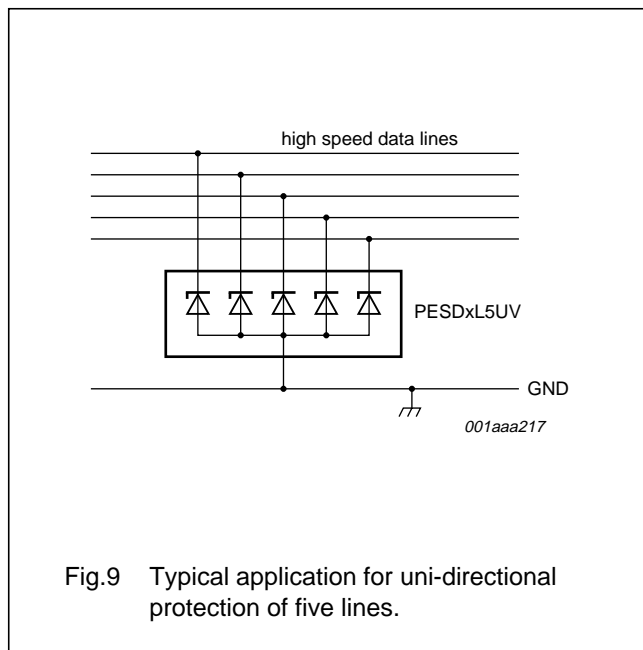 high speed data lines
PESDxL5UV
GND
001aaa217
Fig.9 Typical application for uni-directional
protection of five lines.